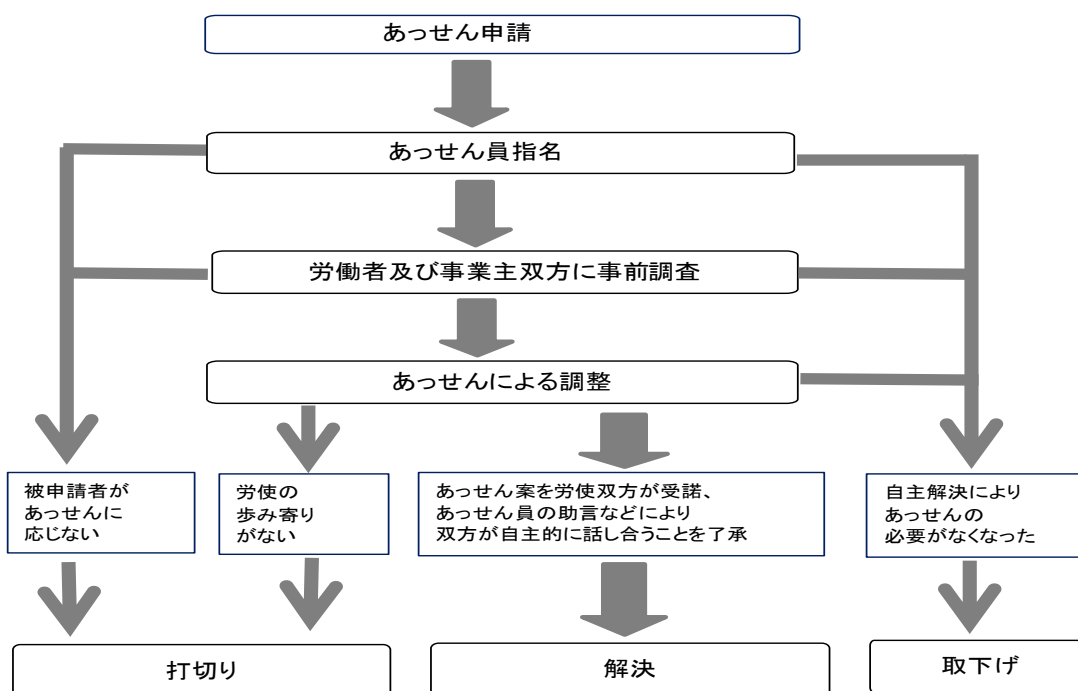 あっせん申請
あっせん員指名
労働者及び事業主双方に事前調査
あっせんによる調整
被申請者が
あっせんに
応じない
労使の
歩み寄り
がない
あっせん案を労使双方が受諾、
あっせん員の助言などにより
双方が自主的に話し合うことを了承
自主解決により
あっせんの
必要がなくなった
打切り
解決
取下げ